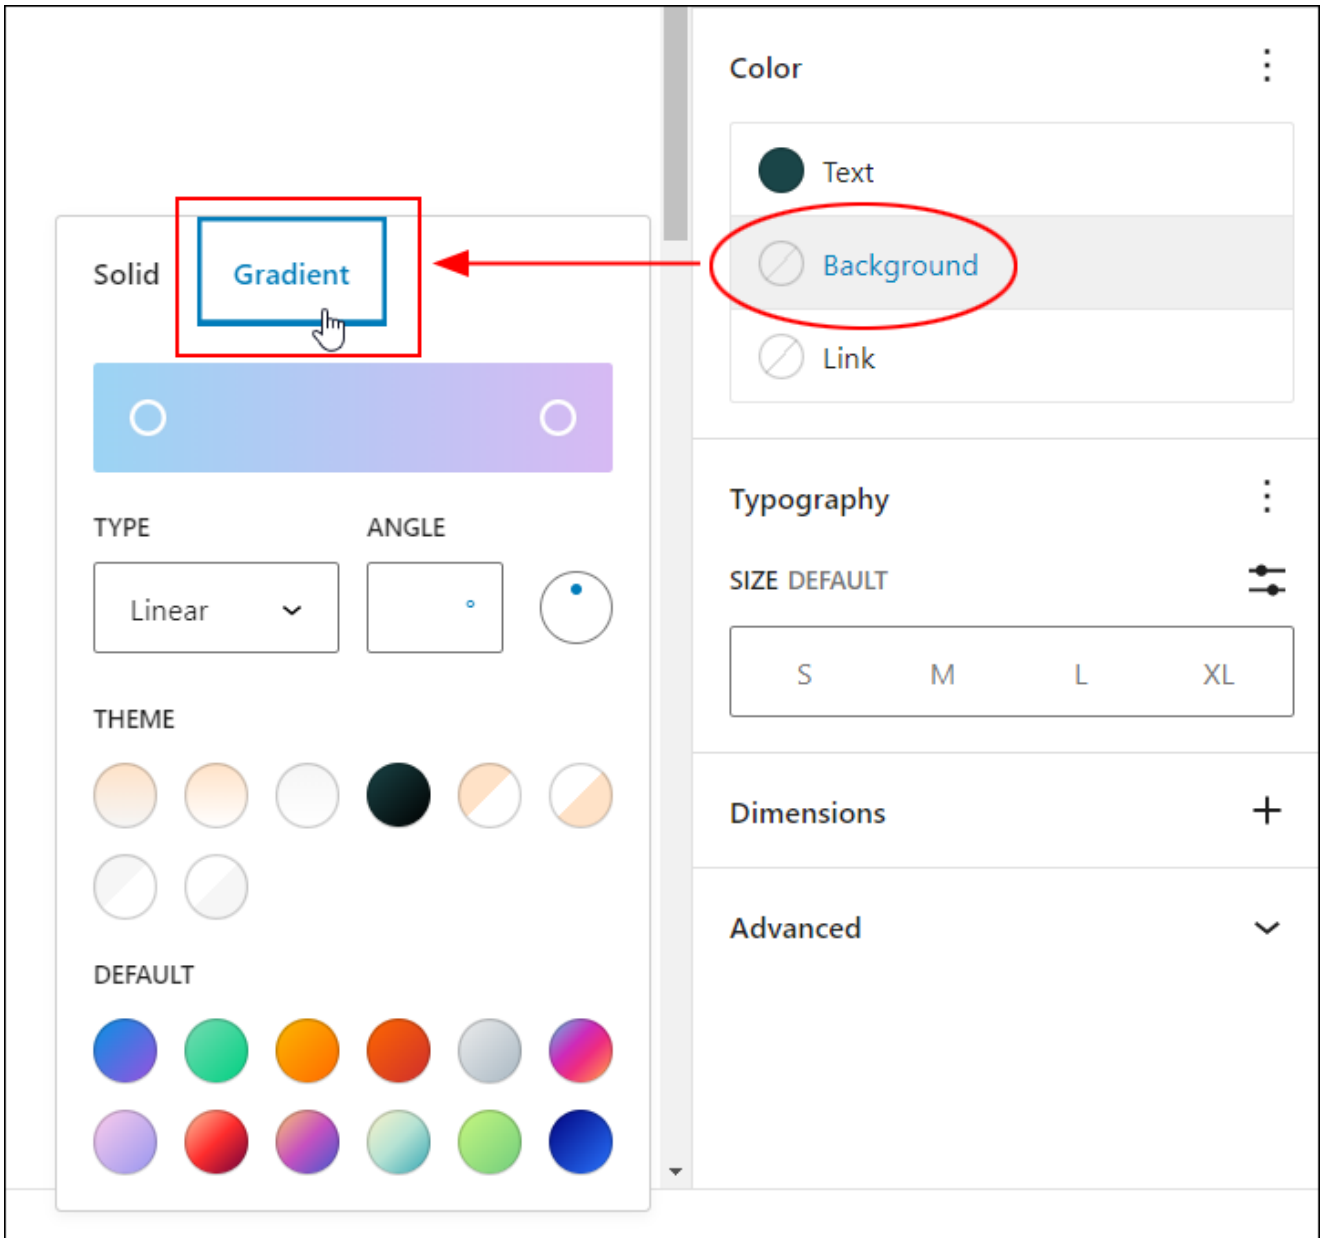 Solid
Gradient
TYPE
ANGLE
Linear
°
THEME
DEFAULT
Color
Text
Background
Link
Typography
SIZE DEFAULT
S M L XL
Dimensions
Advanced